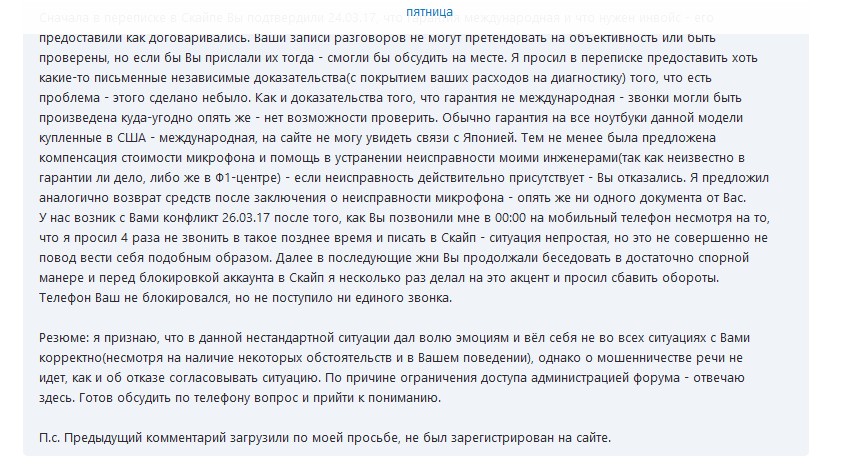 пятница
Сначала в переписке в Скайпе Вы подтвердили 24.03.17, что гарантия международная и что нужен инвойс - его
предоставили как договаривались. Ваши записи разговоров не могут претендовать на объективность или быть
проверены, но если бы Вы прислали их тогда - смогли бы обсудить на месте. Я просил в переписке предоставить хоть
какие-то письменные независимые доказательства(с покрытием ваших расходов на диагностику) того, что есть
проблема - этого сделано небыло. Как и доказательства того, что гарантия не международная - звонки могли быть
произведена куда-угодно опять же - нет возможности проверить. Обычно гарантия на все ноутбуки данной модели
купленные в США - международная, на сайте не могу увидеть связи с Японией. Тем не менее была предложена
компенсация стоимости микрофона и помощь в устранении неисправности моими инженерами(так как неизвестно в
гарантии ли дело, либо же в Ф1-центре) - если неисправность действительно присутствует - Вы отказались. Я предложил
аналогично возврат средств после заключения о неисправности микрофона - опять же ни одного документа от Вас.
У нас возник с Вами конфликт 26.03.17 после того, как Вы позвонили мне в 00:00 на мобильный телефон несмотря на то,
что я просил 4 раза не звонить в такое позднее время и писать в Скайп - ситуация непростая, но это не совершенно не
повод вести себя подобным образом. Далее в последующие жни Вы продолжали беседовать в достаточно спорной
манере и перед блокировкой аккаунта в Скайп я несколько раз делал на это акцент и просил сбавить обороты.
Телефон Ваш не блокировался, но не поступило ни единого звонка.
Резюме: я признаю, что в данной нестандартной ситуации дал волю эмоциям и вёл себя не во всех ситуациях с Вами
корректно(несмотря на наличие некоторых обстоятельств и в Вашем поведении), однако о мошенничестве речи не
идет, как и об отказе согласовывать ситуацию. По причине ограничения доступа администрацией форума - отвечаю
здесь. Готов обсудить по телефону вопрос и прийти к пониманию.
П.с. Предыдущий комментарий загрузили по моей просьбе, не был зарегистрирован на сайте.